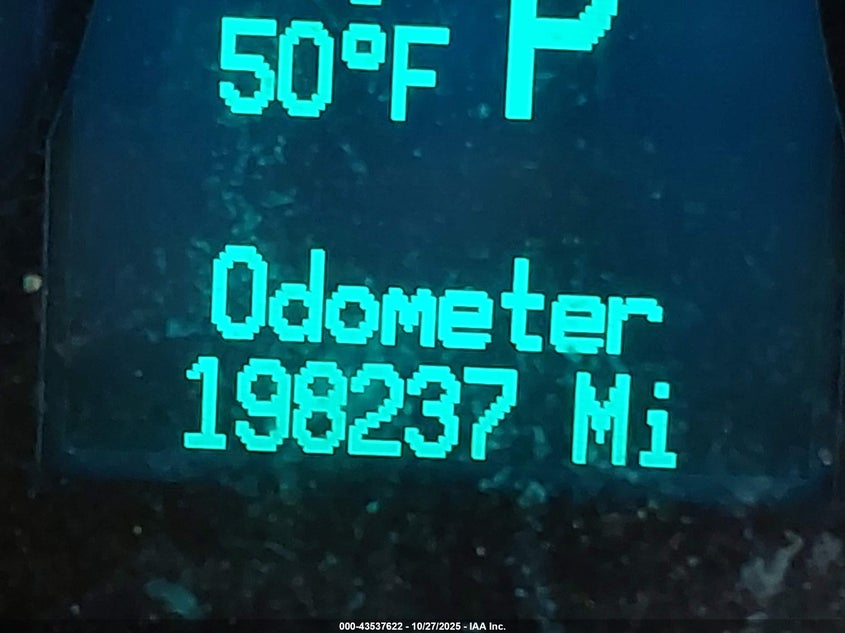 50°F P
Odometer
198237 Mi
000-43537622 - 10/27/2025 - IAA Inc.